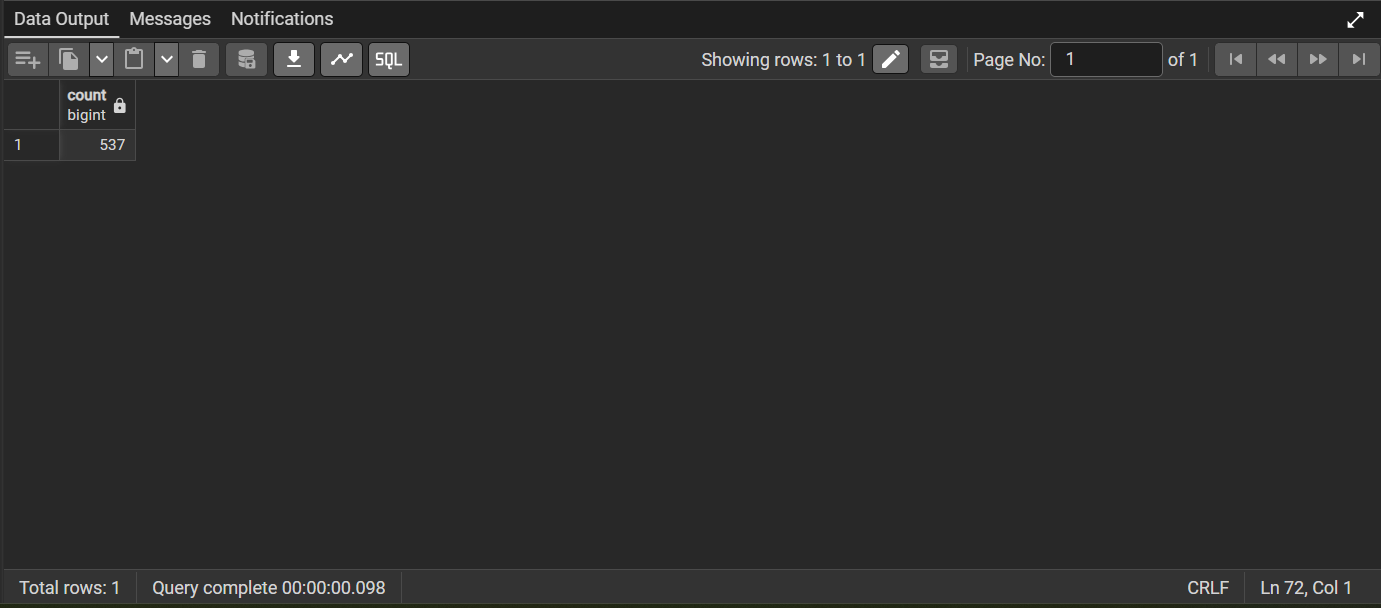 Data Output Messages Notifications
SQL Showing rows: 1 to 1 Page No: 1 of 1
count
bigint
1 537
Total rows: 1 Query complete 00:00:00.098 CRLF Ln 72, Col 1